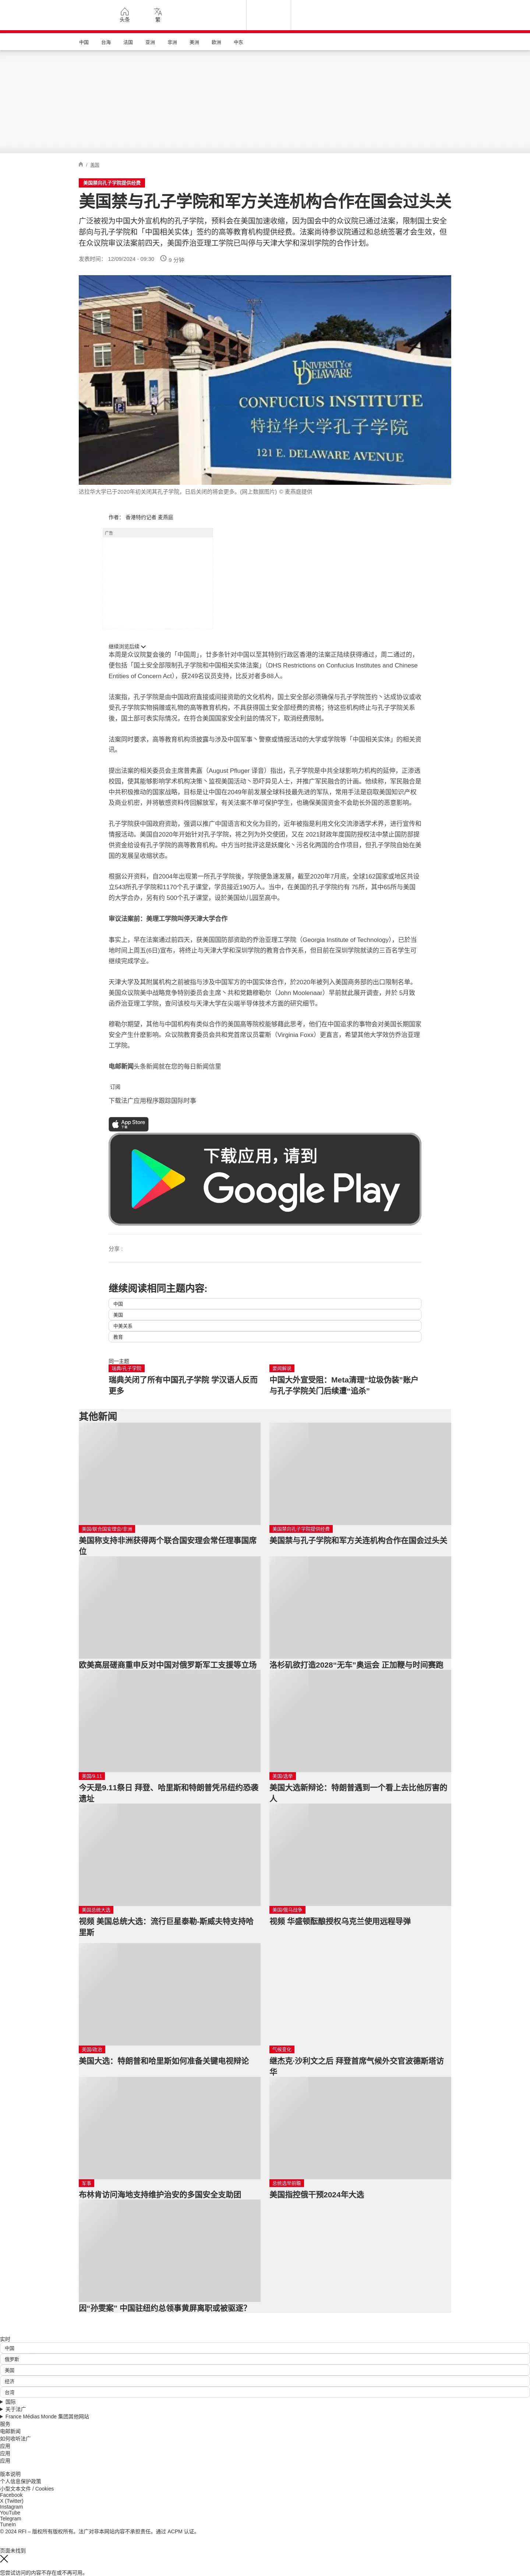 头条
繁
中国
台海
法国
亚洲
非洲
美洲
欧洲
中东
/ 美国
美国禁向孔子学院提供经费
美国禁与孔子学院和军方关连机构合作在国会过头关
广泛被视为中国大外宣机构的孔子学院，预料会在美国加速收缩，因为国会中的众议院已通过法案，限制国土安全部向与孔子学院和「中国相关实体」签约的高等教育机构提供经费。法案尚待参议院通过和总统签署才会生效，但在众议院审议法案前四天，美国乔治亚理工学院已叫停与天津大学和深圳学院的合作计划。
发表时间： 12/09/2024 - 09:30
9 分钟
UNIVERSITY OF DELAWARE
CONFUCIUS INSTITUTE
特拉华大学孔子学院
121 E. DELAWARE AVENUE
达拉华大学已于2020年初关闭其孔子学院，日后关闭的将会更多。(网上数据图片) © 麦燕庭提供
作者： 香港特约记者 麦燕庭
广告
继续浏览后续
本周是众议院复会後的「中国周」，廿多条针对中国以至其特别行政区香港的法案正陆续获得通过，周二通过的，便包括「国土安全部限制孔子学院和中国相关实体法案」（DHS Restrictions on Confucius Institutes and Chinese Entities of Concern Act），获249名议员支持，比反对者多88人。
法案指，孔子学院是由中国政府直接或间接资助的文化机构，国土安全部必须确保与孔子学院签约丶达成协议或收受孔子学院实物捐赠或礼物的高等教育机构，不具获得国土安全部经费的资格；待这些机构终止与孔子学院关系後，国土部可表实际情况，在符合美国国家安全利益的情况下，取消经费限制。
法案同时要求，高等教育机构须披露与涉及中国军事丶警察或情报活动的大学或学院等「中国相关实体」的相关资讯。
提出法案的相关委员会主席普弗嘉（August Pfluger 译音）指出，孔子学院是中共全球影响力机构的延伸，正渗透校园，使其能够影响学术机构决策丶监视美国活动丶恐吓异见人士，并推广军民融合的计画。他续称，军民融合是中共积极推动的国家战略，目标是让中国在2049年前发展全球科技最先进的军队，常用手法是窃取美国知识产权及商业机密，并将敏感资料传回解放军，有关法案不单可保护学生，也确保美国资金不会助长外国的恶意影响。
孔子学院获中国政府资助，强调以推广中国语言和文化为目的，近年被指是利用文化交流渗透学术界，进行宣传和情报活动。美国自2020年开始针对孔子学院，将之列为外交使团，又在 2021财政年度国防授权法中禁止国防部提供资金给设有孔子学院的高等教育机构。中方当时批评这是妖魔化丶污名化两国的合作项目，但孔子学院自始在美国的发展呈收缩状态。
根据公开资料，自2004年出现第一所孔子学院後，学院便急速发展，截至2020年7月底，全球162国家或地区共设立543所孔子学院和1170个孔子课堂，学员接近190万人。当中，在美国的孔子学院约有 75所，其中65所与美国的大学合办，另有约 500个孔子课堂，设於美国幼儿园至高中。
审议法案前：美理工学院叫停天津大学合作
事实上，早在法案通过前四天，获美国国防部资助的乔治亚理工学院（Georgia Institute of Technology），已於当地时间上周五(6日)宣布，将终止与天津大学和深圳学院的教育合作关系，但目前在深圳学院就读的三百名学生可继续完成学业。
天津大学及其附属机构之前被指与涉及中国军方的中国实体合作，於2020年被列入美国商务部的出口限制名单。美国众议院美中战略竞争特别委员会主席丶共和党籍穆勒尔（John Moolenaar）早前就此展开调查，并於 5月致函乔治亚理工学院，查问该校与天津大学在尖端半导体技术方面的研究细节。
穆勒尔期望，其他与中国机构有类似合作的美国高等院校能够藉此思考，他们在中国追求的事物会对美国长期国家安全产生什麽影响。众议院教育委员会共和党首席议员霍斯（Virginia Foxx）更直言，希望其他大学效仿乔治亚理工学院。
电邮新闻头条新闻就在您的每日新闻信里
订阅
下载法广应用程序跟踪国际时事
App Store
下载
下载应用，请到
Google Play
分享 :
继续阅读相同主题内容:
中国
美国
中美关系
教育
同一主题
瑞典/孔子学院
瑞典关闭了所有中国孔子学院 学汉语人反而更多
要闻解说
中国大外宣受阻：Meta清理“垃圾伪装”账户与孔子学院关门后续遭“追杀”
其他新闻
美国/联合国安理会/非洲
美国称支持非洲获得两个联合国安理会常任理事国席位
美国禁向孔子学院提供经费
美国禁与孔子学院和军方关连机构合作在国会过头关
欧美高层磋商重申反对中国对俄罗斯军工支援等立场
洛杉矶欲打造2028“无车”奥运会 正加鞭与时间赛跑
美国/9.11
今天是9.11祭日 拜登、哈里斯和特朗普凭吊纽约恐袭遗址
美国/选举
美国大选新辩论：特朗普遇到一个看上去比他厉害的人
美国总统大选
视频 美国总统大选：流行巨星泰勒-斯威夫特支持哈里斯
美国/俄乌战争
视频 华盛顿酝酿授权乌克兰使用远程导弹
美国/政治
美国大选：特朗普和哈里斯如何准备关键电视辩论
气候变化
继杰克·沙利文之后 拜登首席气候外交官波德斯塔访华
军事
布林肯访问海地支持维护治安的多国安全支助团
总统选举前哨
美国指控俄干预2024年大选
因“孙雯案” 中国驻纽约总领事黄屏离职或被驱逐？
实时
中国
俄罗斯
美国
经济
台湾
国际
关于法广
France Médias Monde 集团其他网站
服务
电邮新闻
如何收听法广
应用
应用
应用
版本说明
个人信息保护政策
小型文本文件 / Cookies
Facebook
X (Twitter)
Instagram
YouTube
Telegram
TuneIn
© 2024 RFI – 版权所有版权所有。法广对非本网站内容不承担责任。通过 ACPM 认证。
页面未找到
您尝试访问的内容不存在或不再可用。